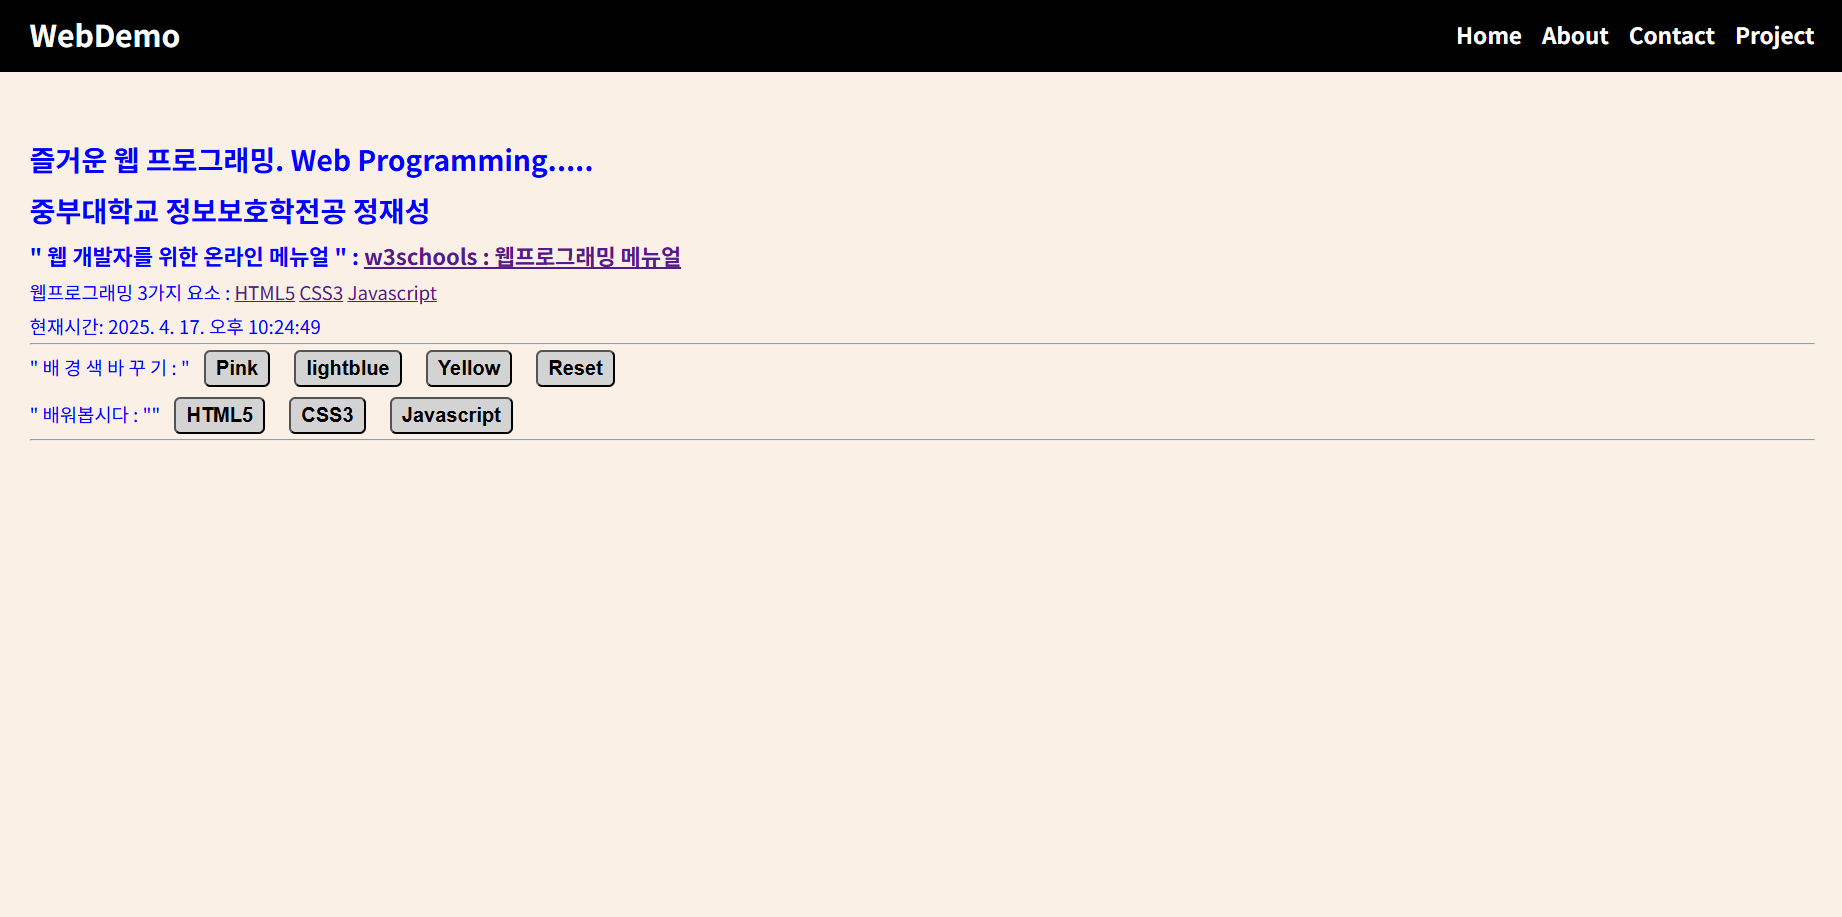 WebDemo
Home About Contact Project
즐거운 웹 프로그래밍. Web Programming.....
중부대학교 정보보호학전공 정재성
" 웹 개발자를 위한 온라인 메뉴얼 " : w3schools : 웹프로그래밍 메뉴얼
웹프로그래밍 3가지 요소 : HTML5 CSS3 Javascript
현재시간: 2025. 4. 17. 오후 10:24:49
" 배 경 색 바 꾸 기 : " Pink lightblue Yellow Reset
" 배워봅시다 : "" HTML5 CSS3 Javascript